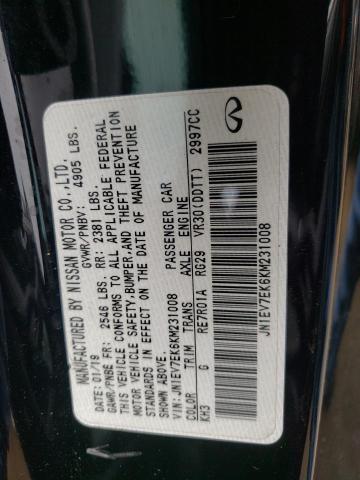 MANUFACTURED BY NISSAN MOTOR CO.,LTD.
DATE: 01/19 GVWR/PNBV: 4905 LBS.
GAWR/PNBE FR: 2546 LBS. RR: 2381 LBS.
THIS VEHICLE CONFORMS TO ALL APPLICABLE FEDERAL
MOTOR VEHICLE SAFETY,BUMPER,AND THEFT PREVENTION
STANDARDS IN EFFECT ON THE DATE OF MANUFACTURE
SHOWN ABOVE.
VIN:JN1EV7EK6KM231008 PASSENGER CAR
COLOR TRIM TRANS AXLE ENGINE
KH3 G RE7R01A RG29 VR30(DDTT) 2997CC
JN1EV7EK6KM231008